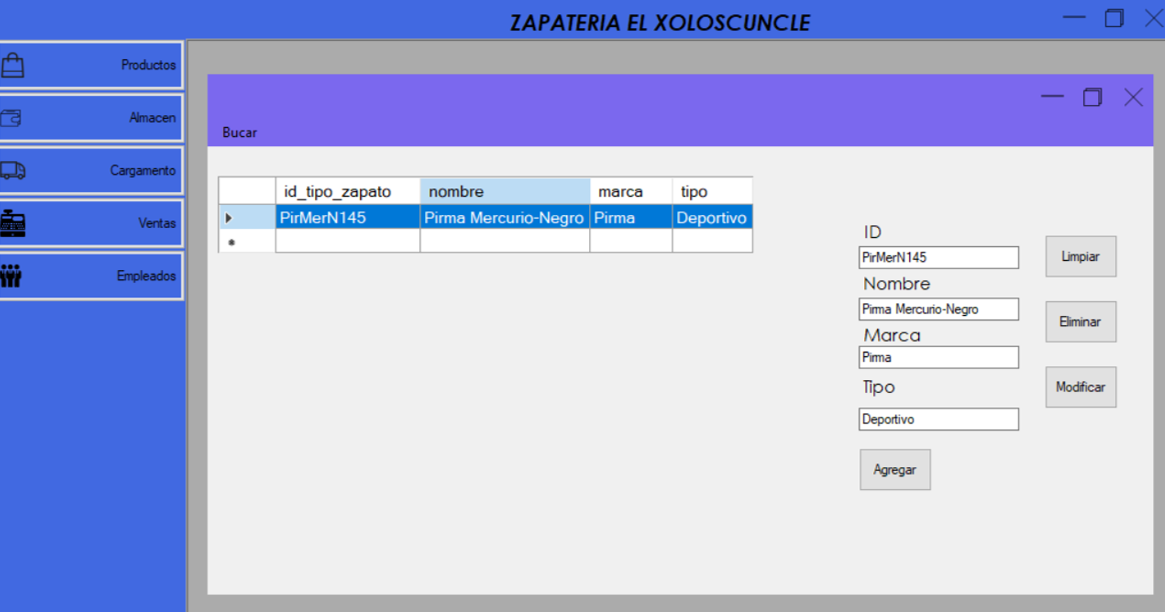 ZAPATERIA EL XOLOSCUNCLE
Productos
Almacen
Cargamento
Ventas
Empleados
Bucar
id_tipo_zapato nombre marca tipo
PirMerN145 Pirma Mercurio-Negro Pirma Deportivo
ID
PirMerN145
Nombre
Pirma Mercurio-Negro
Marca
Pirma
Tipo
Deportivo
Agregar
Limpiar
Eliminar
Modificar